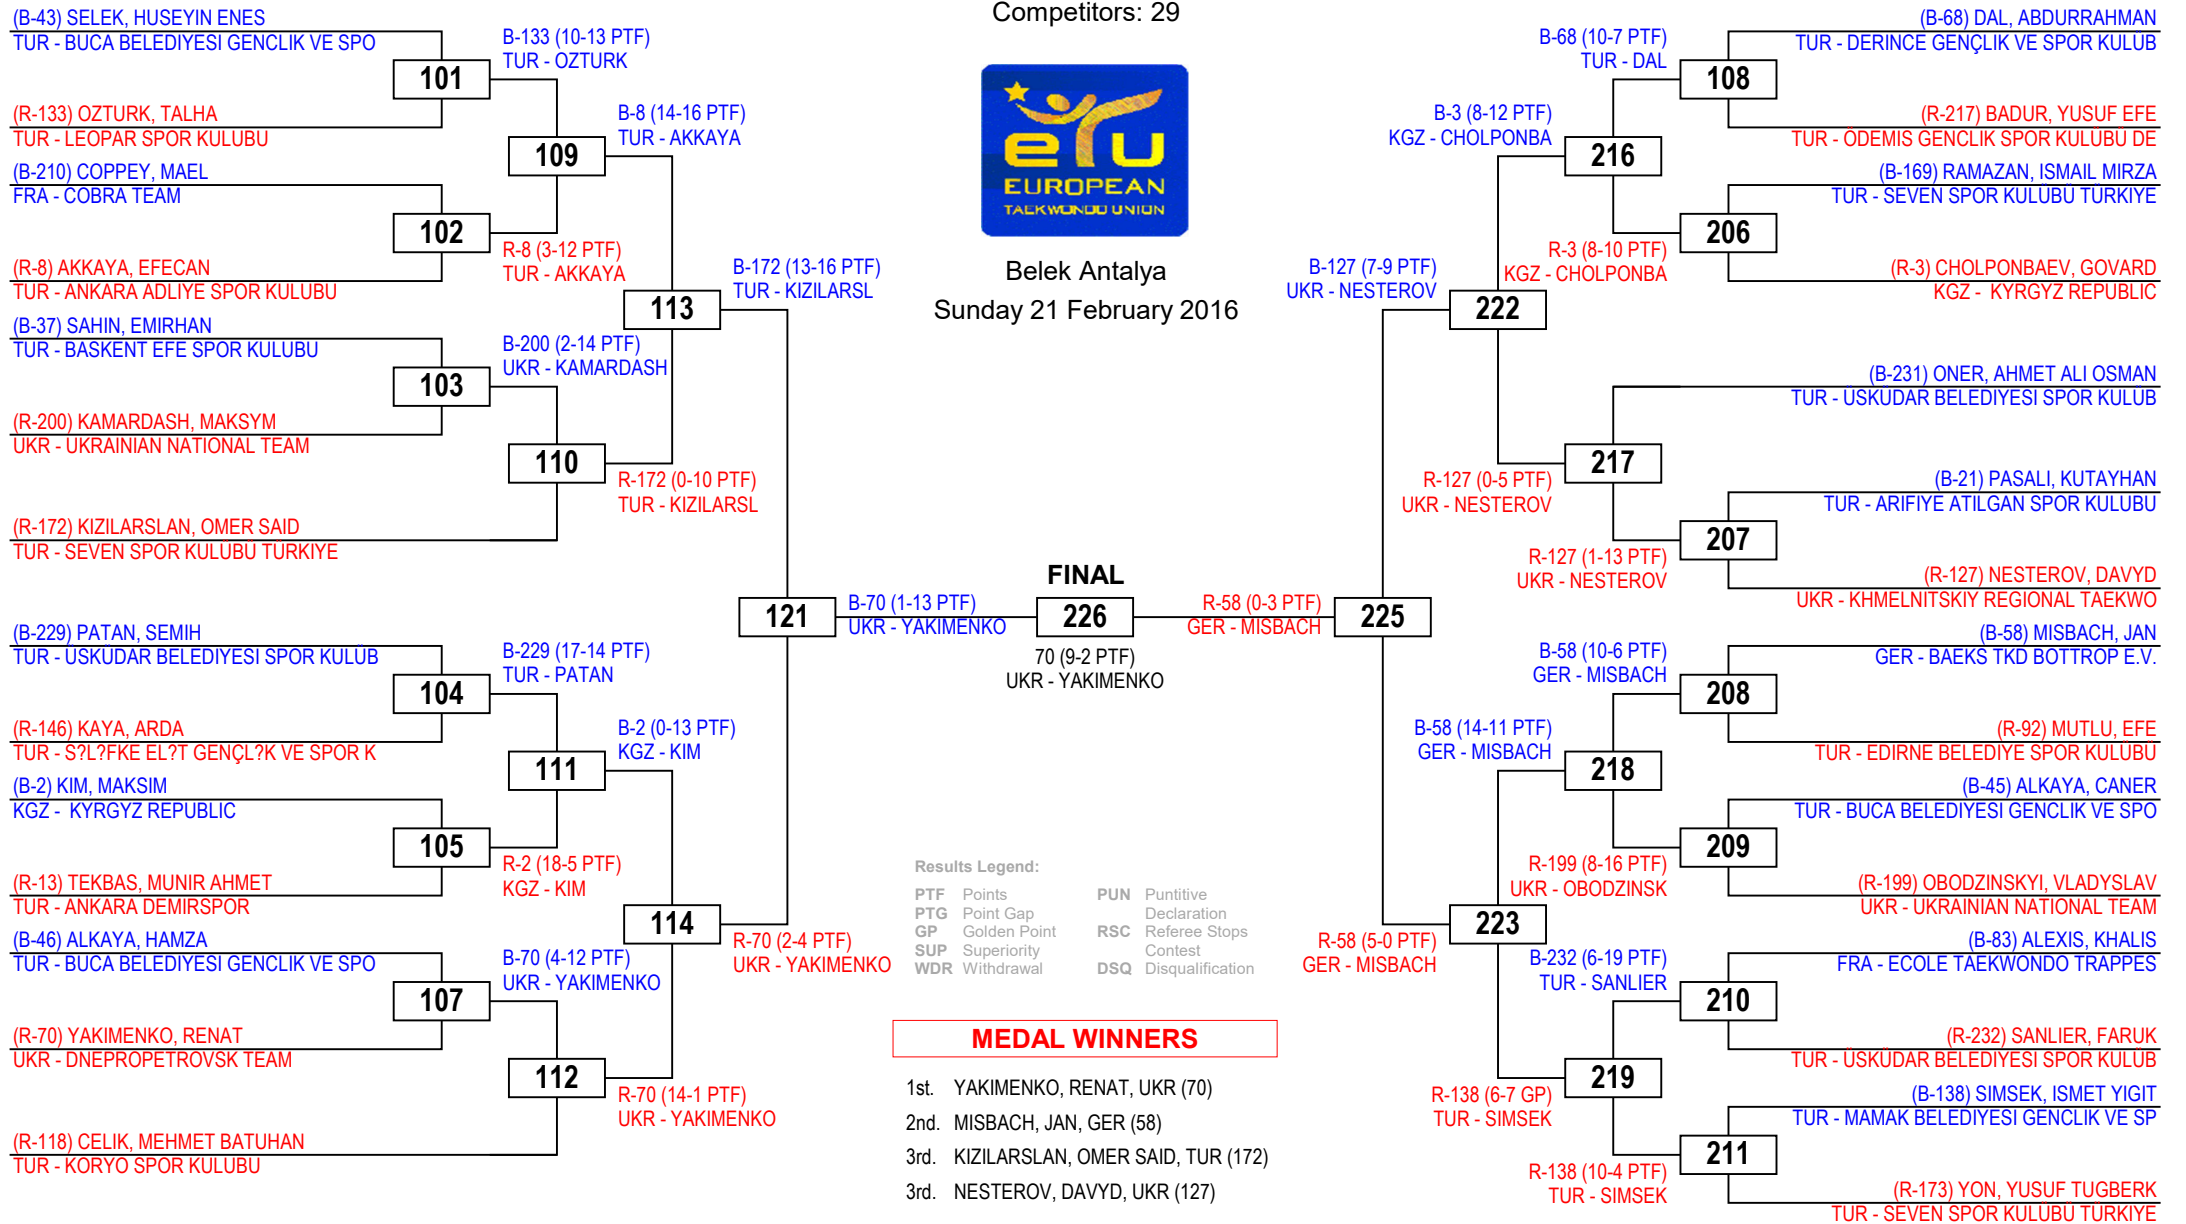 Competitors: 29
eTU
EUROPEAN
TAEKWONDO UNION
Belek Antalya
Sunday 21 February 2016
(B-43) SELEK, HUSEYIN ENES
TUR - BUCA BELEDIYESI GENCLIK VE SPO
101
(R-133) OZTURK, TALHA
TUR - LEOPAR SPOR KULUBU
(B-210) COPPEY, MAEL
FRA - COBRA TEAM
102
(R-8) AKKAYA, EFECAN
TUR - ANKARA ADLIYE SPOR KULUBU
(B-37) SAHIN, EMIRHAN
TUR - BASKENT EFE SPOR KULUBU
103
(R-200) KAMARDASH, MAKSYM
UKR - UKRAINIAN NATIONAL TEAM
(R-172) KIZILARSLAN, OMER SAID
TUR - SEVEN SPOR KULÜBÜ TÜRKIYE
(B-229) PATAN, SEMIH
TUR - ÜSKÜDAR BELEDIYESI SPOR KULÜB
104
(R-146) KAYA, ARDA
TUR - S?L?FKE EL?T GENÇL?K VE SPOR K
(B-2) KIM, MAKSIM
KGZ -  KYRGYZ REPUBLIC
105
(R-13) TEKBAS, MUNIR AHMET
TUR - ANKARA DEMIRSPOR
(B-46) ALKAYA, HAMZA
TUR - BUCA BELEDIYESI GENCLIK VE SPO
107
(R-70) YAKIMENKO, RENAT
UKR - DNEPROPETROVSK TEAM
(R-118) CELIK, MEHMET BATUHAN
TUR - KORYO SPOR KULUBU
B-133 (10-13 PTF)
TUR - OZTURK
109
R-8 (3-12 PTF)
TUR - AKKAYA
B-200 (2-14 PTF)
UKR - KAMARDASH
110
B-229 (17-14 PTF)
TUR - PATAN
111
R-2 (18-5 PTF)
KGZ - KIM
B-70 (4-12 PTF)
UKR - YAKIMENKO
112
B-8 (14-16 PTF)
TUR - AKKAYA
113
R-172 (0-10 PTF)
TUR - KIZILARSL
B-2 (0-13 PTF)
KGZ - KIM
114
R-70 (14-1 PTF)
UKR - YAKIMENKO
B-172 (13-16 PTF)
TUR - KIZILARSL
121
R-70 (2-4 PTF)
UKR - YAKIMENKO
B-70 (1-13 PTF)
UKR - YAKIMENKO
FINAL
226
70 (9-2 PTF)
UKR - YAKIMENKO
R-58 (0-3 PTF)
GER - MISBACH
225
B-127 (7-9 PTF)
UKR - NESTEROV
222
R-58 (5-0 PTF)
GER - MISBACH
223
B-3 (8-12 PTF)
KGZ - CHOLPONBA
216
R-127 (0-5 PTF)
UKR - NESTEROV
217
B-58 (14-11 PTF)
GER - MISBACH
218
R-138 (6-7 GP)
TUR - SIMSEK
219
B-68 (10-7 PTF)
TUR - DAL
R-3 (8-10 PTF)
KGZ - CHOLPONBA
R-127 (1-13 PTF)
UKR - NESTEROV
B-58 (10-6 PTF)
GER - MISBACH
R-199 (8-16 PTF)
UKR - OBODZINSK
B-232 (6-19 PTF)
TUR - SANLIER
R-138 (10-4 PTF)
TUR - SIMSEK
(B-68) DAL, ABDURRAHMAN
TUR - DERINCE GENÇLIK VE SPOR KULÜB
108
(R-217) BADUR, YUSUF EFE
TUR - ÖDEMIS GENCLIK SPOR KULÜBÜ DE
(B-169) RAMAZAN, ISMAIL MIRZA
TUR - SEVEN SPOR KULÜBÜ TÜRKIYE
206
(R-3) CHOLPONBAEV, GOVARD
KGZ -  KYRGYZ REPUBLIC
(B-231) ONER, AHMET ALI OSMAN
TUR - ÜSKÜDAR BELEDIYESI SPOR KULÜB
(B-21) PASALI, KUTAYHAN
TUR - ARIFIYE ATILGAN SPOR KULUBU
207
(R-127) NESTEROV, DAVYD
UKR - KHMELNITSKIY REGIONAL TAEKWO
(B-58) MISBACH, JAN
GER - BAEKS TKD BOTTROP E.V.
208
(R-92) MUTLU, EFE
TUR - EDIRNE BELEDIYE SPOR KULÜBÜ
(B-45) ALKAYA, CANER
TUR - BUCA BELEDIYESI GENCLIK VE SPO
209
(R-199) OBODZINSKYI, VLADYSLAV
UKR - UKRAINIAN NATIONAL TEAM
(B-83) ALEXIS, KHALIS
FRA - ECOLE TAEKWONDO TRAPPES
210
(R-232) SANLIER, FARUK
TUR - ÜSKÜDAR BELEDIYESI SPOR KULÜB
(B-138) SIMSEK, ISMET YIGIT
TUR - MAMAK BELEDIYESI GENCLIK VE SP
211
(R-173) YON, YUSUF TUGBERK
TUR - SEVEN SPOR KULÜBÜ TÜRKIYE
Results Legend:
PTF Points
PTG Point Gap
GP Golden Point
SUP Superiority
WDR Withdrawal
PUN Puntitive
Declaration
RSC Referee Stops
Contest
DSQ Disqualification
MEDAL WINNERS
1st. YAKIMENKO, RENAT, UKR (70)
2nd. MISBACH, JAN, GER (58)
3rd. KIZILARSLAN, OMER SAID, TUR (172)
3rd. NESTEROV, DAVYD, UKR (127)